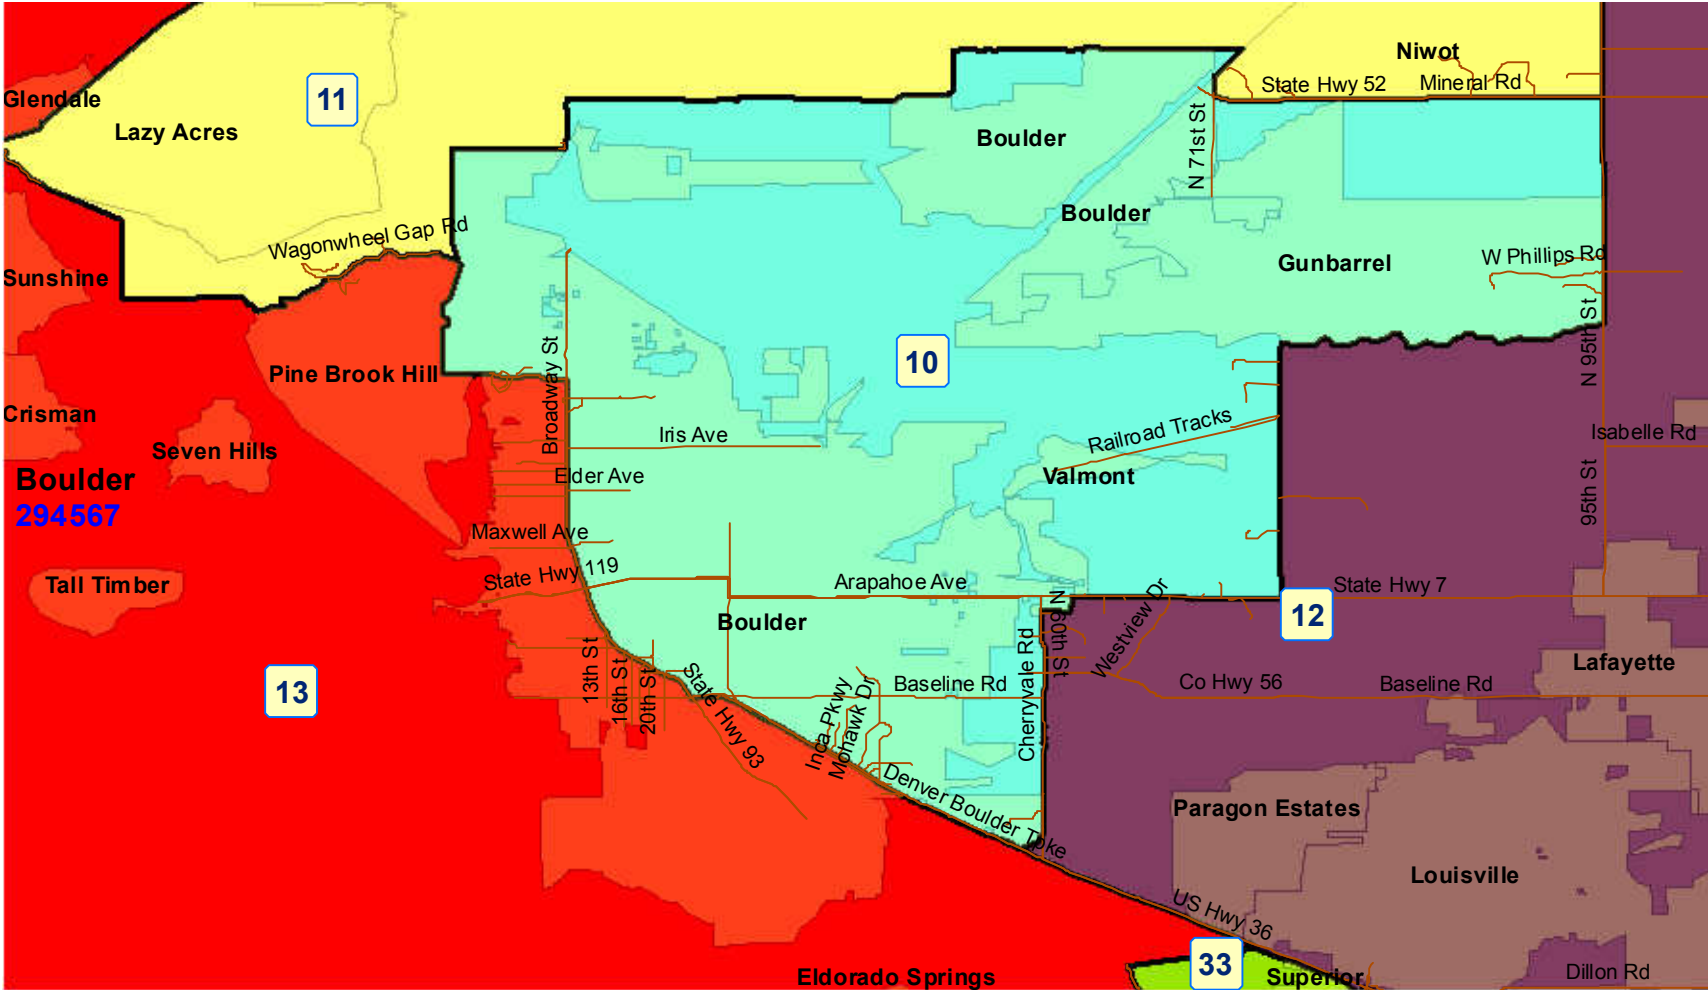 Niwot
State Hwy 52
Mineral Rd
Glendale
11
Lazy Acres
Boulder
N 71st St
Boulder
Wagonwheel Gap Rd
W Phillips Rd
Gunbarrel
Sunshine
N 95th St
10
Broadway St
Pine Brook Hill
Crisman
Iris Ave
Railroad Tracks
Isabelle Rd
Seven Hills
Elder Ave
Valmont
Boulder
294567
95th St
Maxwell Ave
State Hwy 119
Tall Timber
Arapahoe Ave
State Hwy 7
N 60th St
Westview Dr
12
Boulder
Cherryvale Rd
Lafayette
13th St
16th St
20th St
State Hwy 93
Baseline Rd
Co Hwy 56
Baseline Rd
13
Inca Pkwy
Mohawk Dr
Denver Boulder Tpke
Paragon Estates
Louisville
US Hwy 36
33
Eldorado Springs
Superior
Dillon Rd